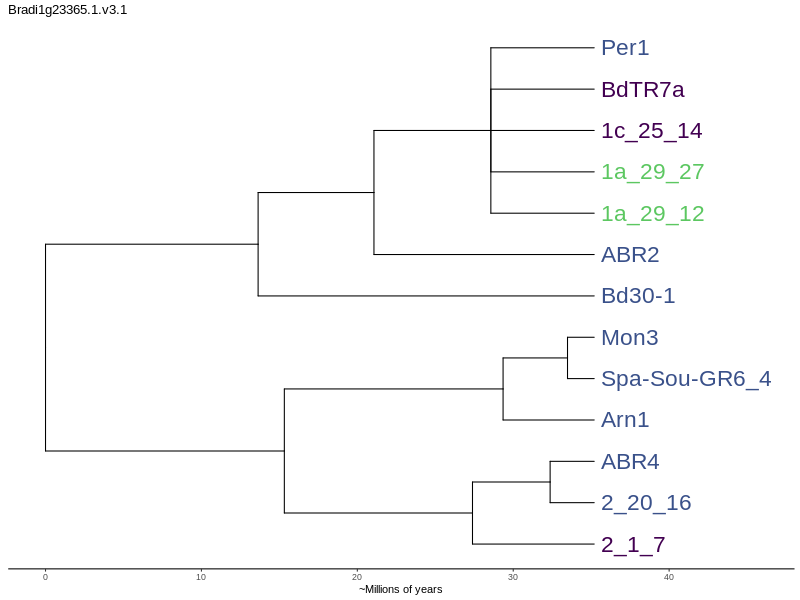 Bradi1g23365.1.v3.1
Per1
BdTR7a
1c_25_14
1a_29_27
1a_29_12
ABR2
Bd30-1
Mon3
Spa-Sou-GR6_4
Arn1
ABR4
2_20_16
2_1_7
0 10 20 30 40
~Millions of years